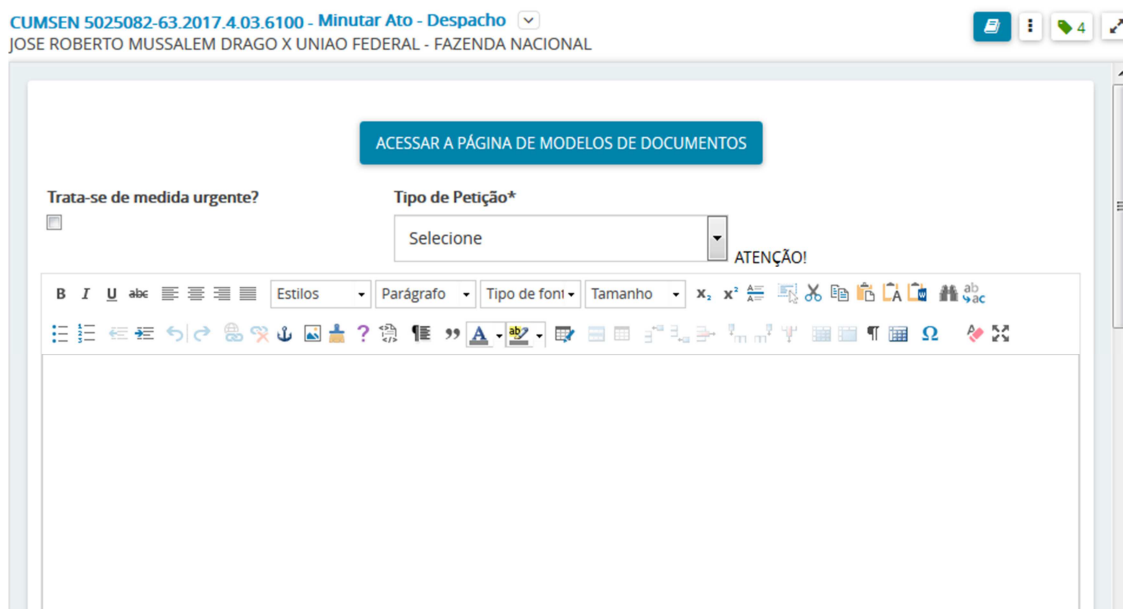 CUMSEN 5025082-63.2017.4.03.6100 - Minutar Ato - Despacho
JOSE ROBERTO MUSSALEM DRAGO X UNIAO FEDERAL - FAZENDA NACIONAL
4
ACESSAR A PÁGINA DE MODELOS DE DOCUMENTOS
Trata-se de medida urgente?
Tipo de Petição*
Selecione
ATENÇÃO!
B I U abc Estilos Parágrafo Tipo de font Tamanho x₂ x²